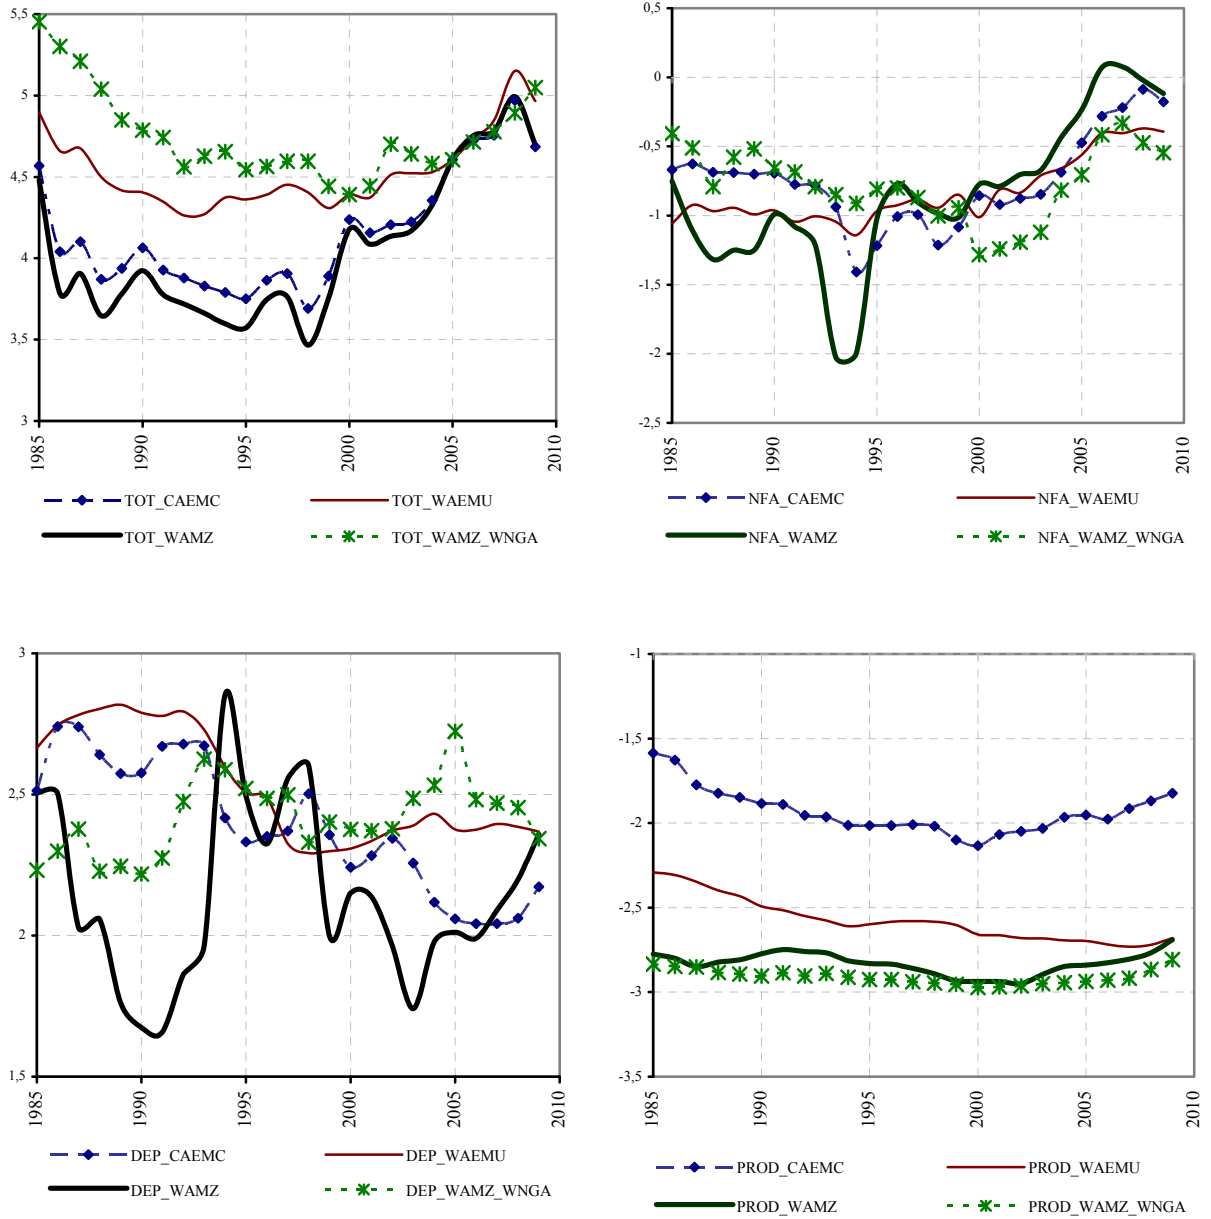 5,5
5
4,5
4
3,5
3
1985
1990
1995
2000
2005
2010
TOT_CAEMC
TOT_WAEMU
TOT_WAMZ
TOT_WAMZ_WNGA
0,5
0
-0,5
-1
-1,5
-2
-2,5
1985
1990
1995
2000
2005
2010
NFA_CAEMC
NFA_WAEMU
NFA_WAMZ
NFA_WAMZ_WNGA
3
2,5
2
1,5
1985
1990
1995
2000
2005
2010
DEP_CAEMC
DEP_WAEMU
DEP_WAMZ
DEP_WAMZ_WNGA
-1
-1,5
-2
-2,5
-3
-3,5
1985
1990
1995
2000
2005
2010
PROD_CAEMC
PROD_WAEMU
PROD_WAMZ
PROD_WAMZ_WNGA